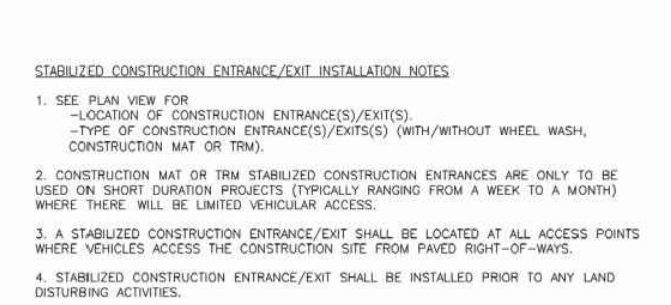 STABILIZED CONSTRUCTION ENTRANCE/EXIT INSTALLATION NOTES
1. SEE PLAN VIEW FOR
-LOCATION OF CONSTRUCTION ENTRANCE(S)/EXIT(S).
-TYPE OF CONSTRUCTION ENTRANCE(S)/EXITS(S) (WITH/WITHOUT WHEEL WASH,
CONSTRUCTION MAT OR TRM).
2. CONSTRUCTION MAT OR TRM STABILIZED CONSTRUCTION ENTRANCES ARE ONLY TO BE
USED ON SHORT DURATION PROJECTS (TYPICALLY RANGING FROM A WEEK TO A MONTH)
WHERE THERE WILL BE LIMITED VEHICULAR ACCESS.
3. A STABILIZED CONSTRUCTION ENTRANCE/EXIT SHALL BE LOCATED AT ALL ACCESS POINTS
WHERE VEHICLES ACCESS THE CONSTRUCTION SITE FROM PAVED RIGHT-OF-WAYS.
4. STABILIZED CONSTRUCTION ENTRANCE/EXIT SHALL BE INSTALLED PRIOR TO ANY LAND
DISTURBING ACTIVITIES.